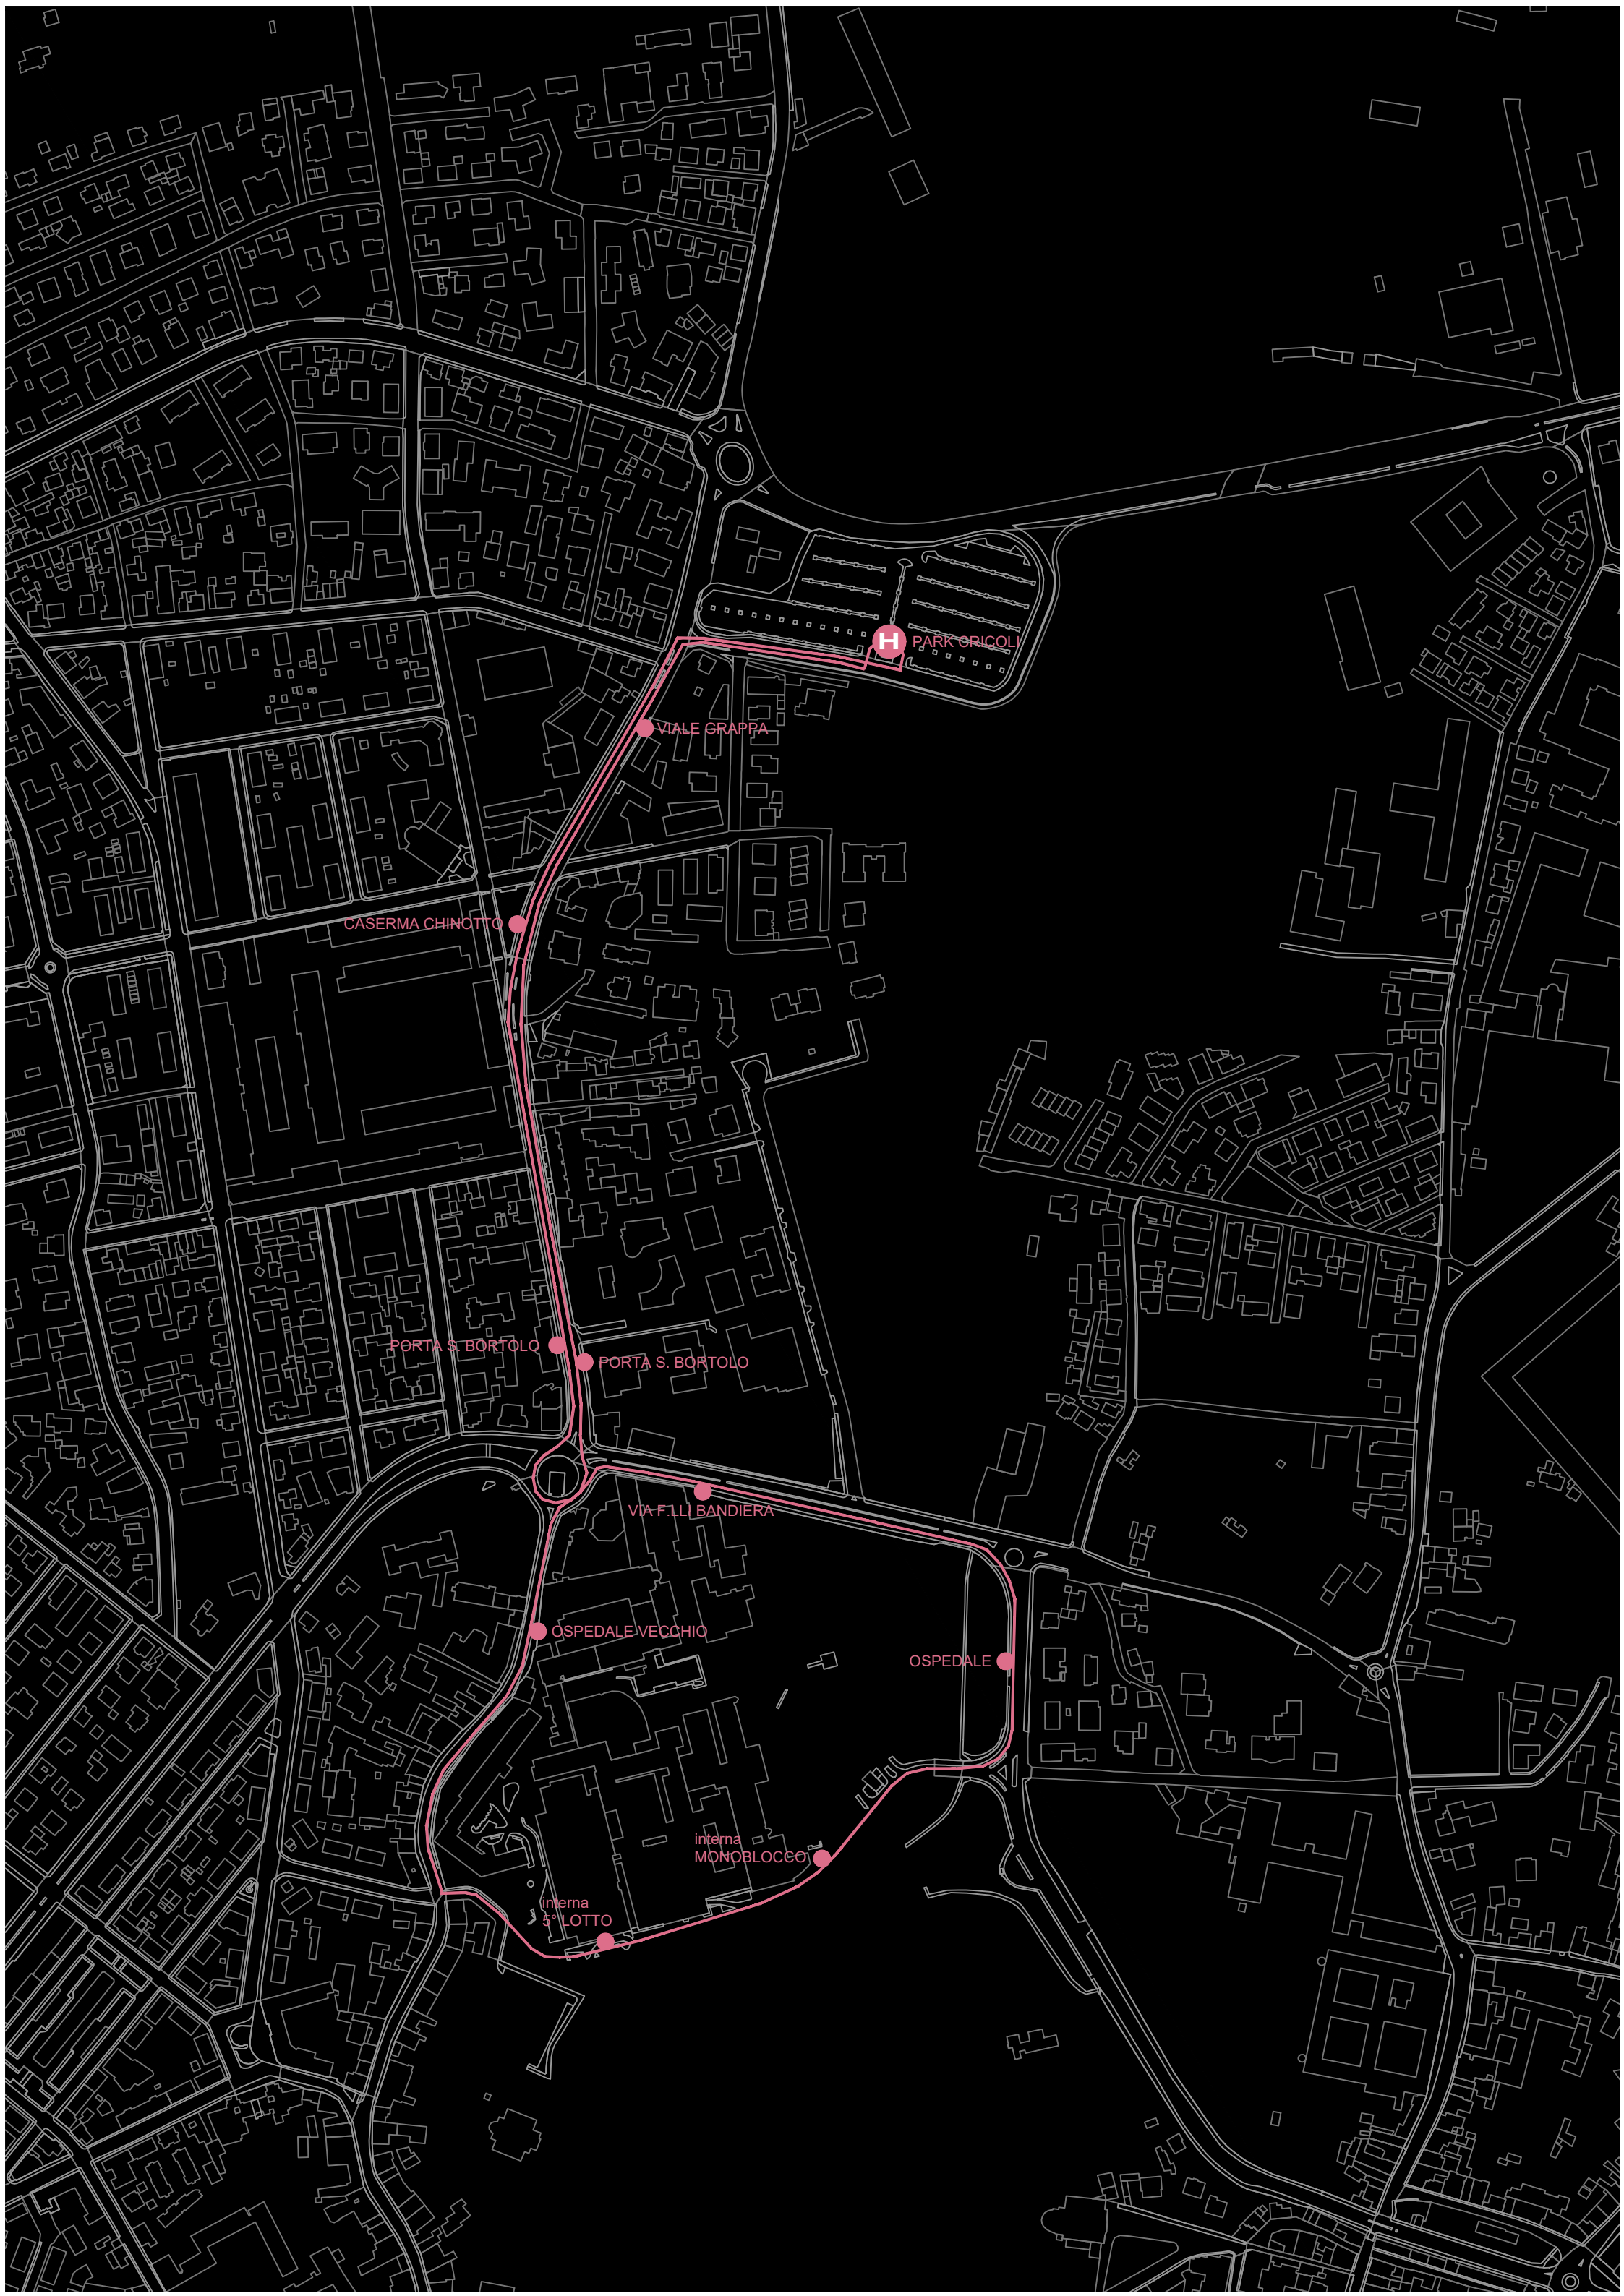 H
PARK CRICOLI
VIALE GRAPPA
CASERMA CHINOTTO
PORTA S. BORTOLO
PORTA S. BORTOLO
VIA F.LLI BANDIERA
OSPEDALE VECCHIO
OSPEDALE
interna
MONOBLOCCO
interna
5° LOTTO